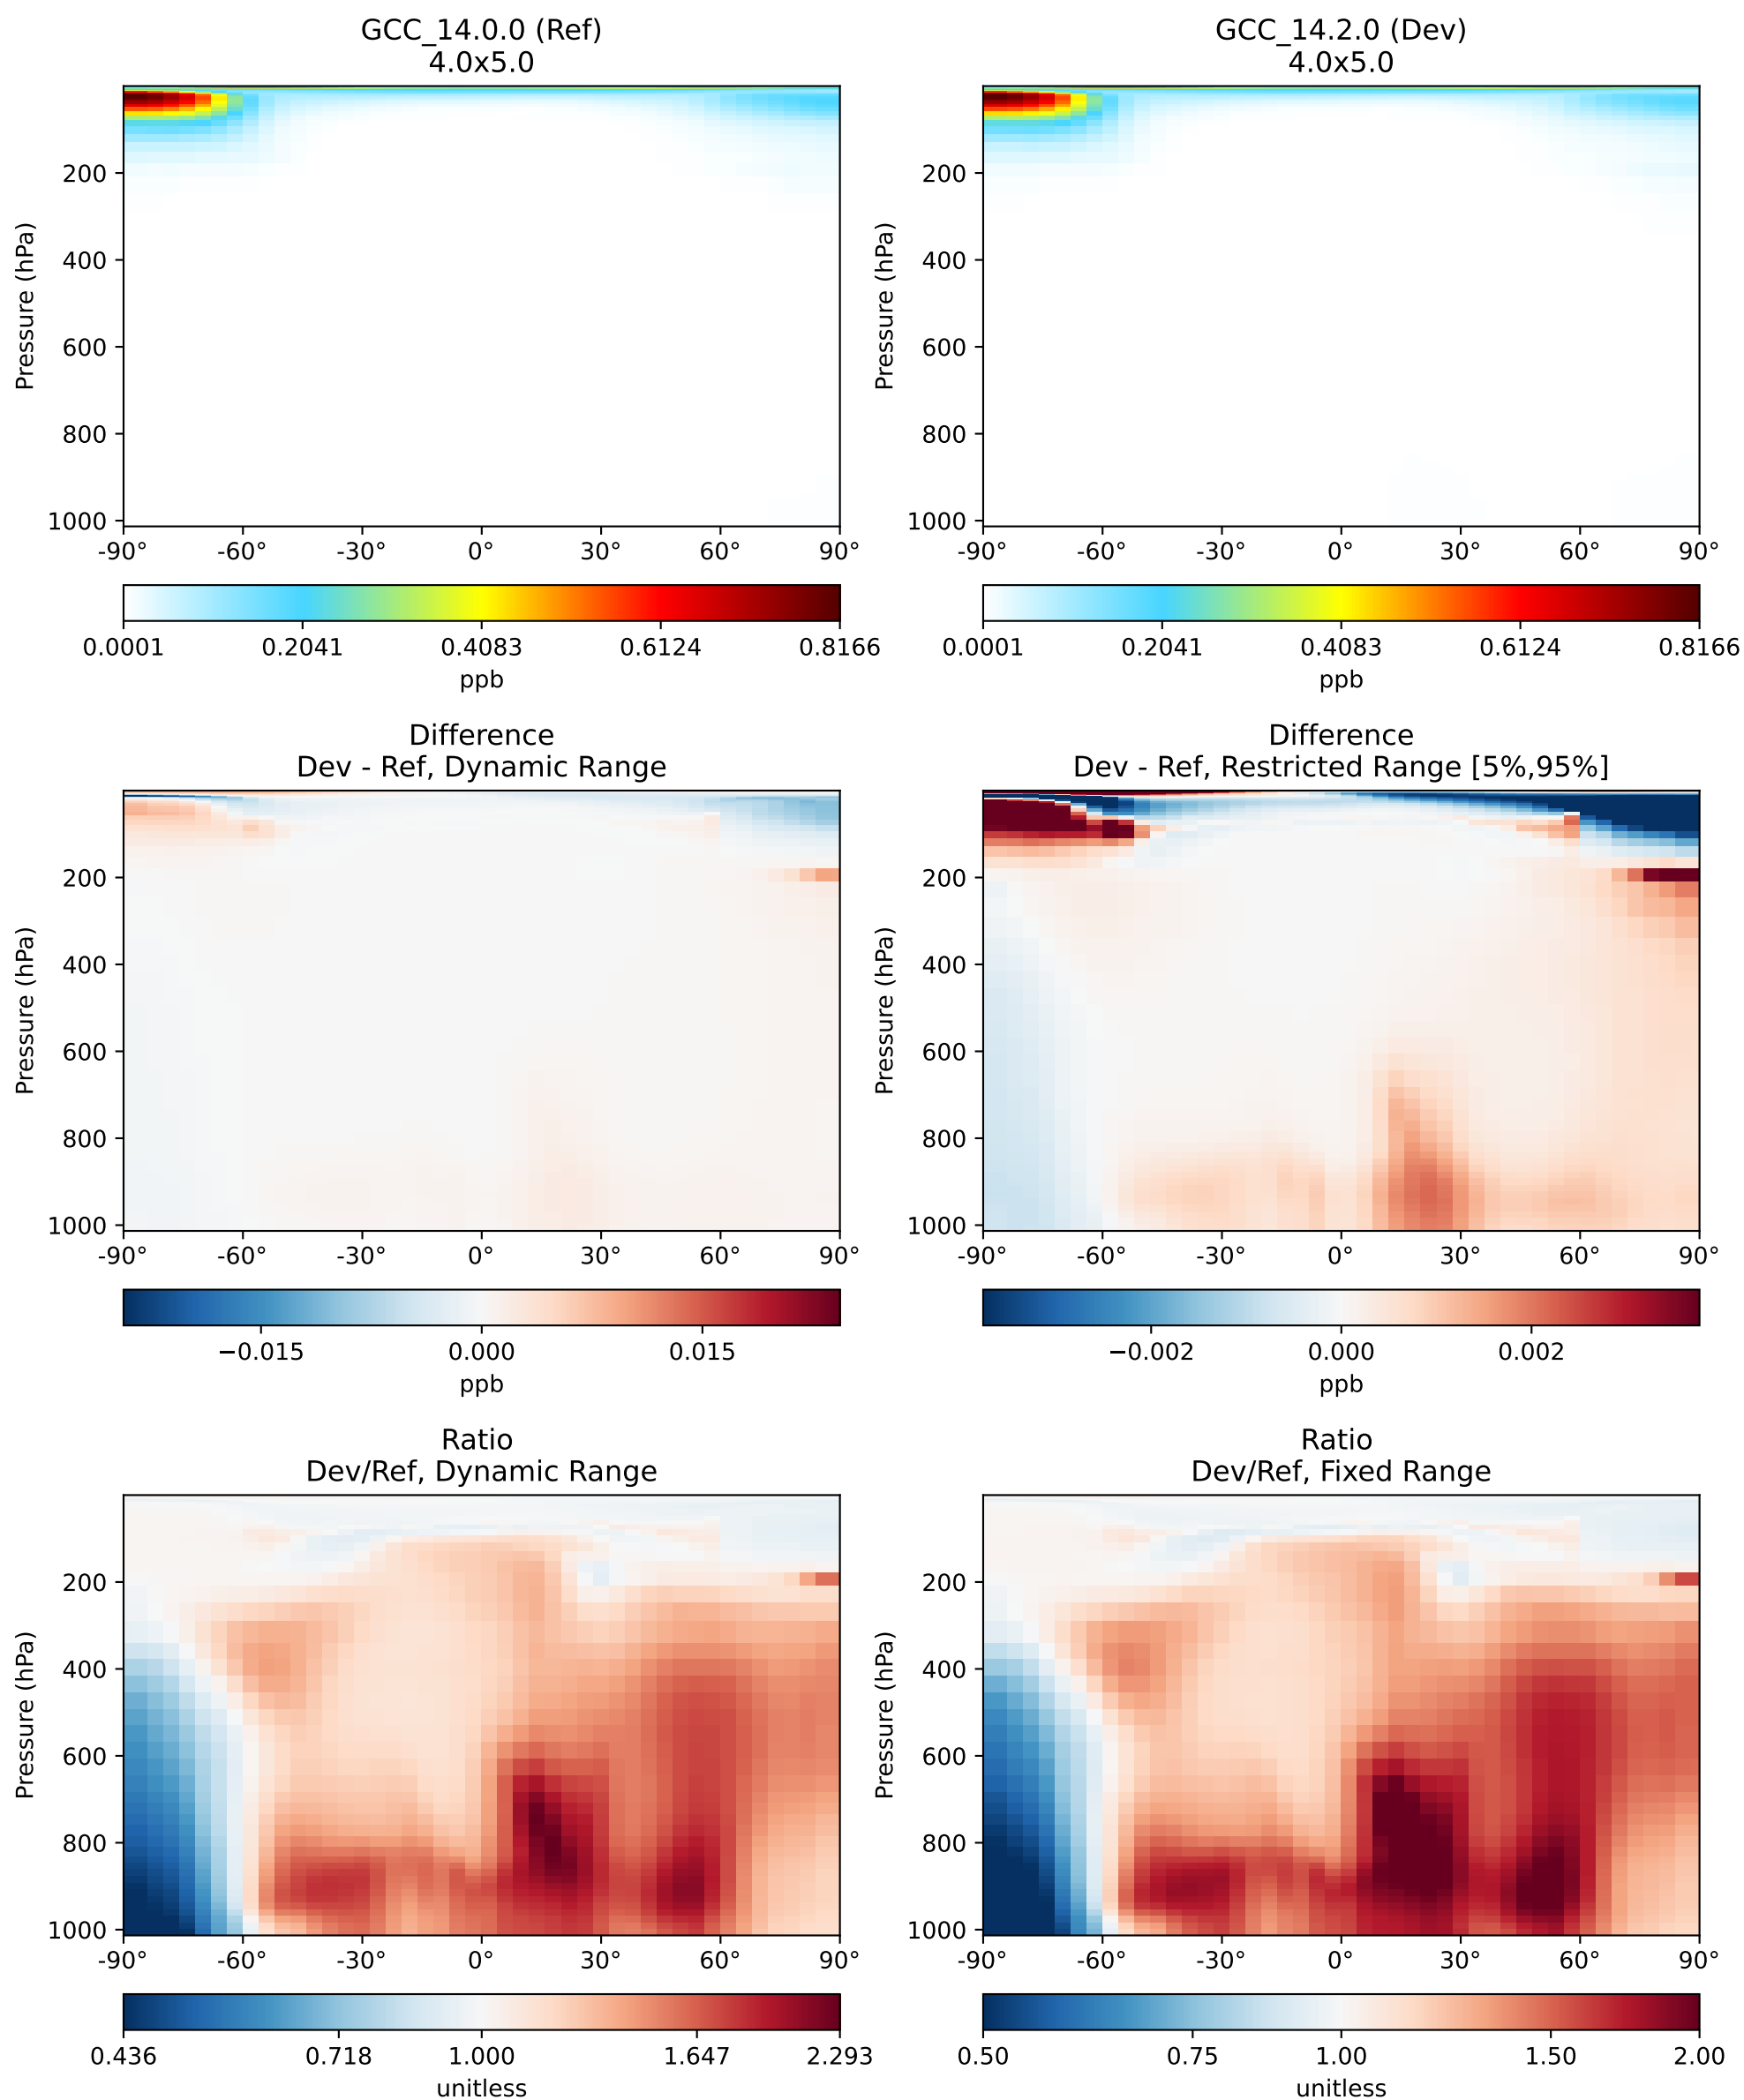 GCC_14.0.0 (Ref)
4.0x5.0
Pressure (hPa)
200
400
600
800
1000
-90° -60° -30° 0° 30° 60° 90°
0.0001 0.2041 0.4083 0.6124 0.8166
ppb
GCC_14.2.0 (Dev)
4.0x5.0
Pressure (hPa)
200
400
600
800
1000
-90° -60° -30° 0° 30° 60° 90°
0.0001 0.2041 0.4083 0.6124 0.8166
ppb
Difference
Dev - Ref, Dynamic Range
Pressure (hPa)
200
400
600
800
1000
-90° -60° -30° 0° 30° 60° 90°
−0.015 0.000 0.015
ppb
Difference
Dev - Ref, Restricted Range [5%,95%]
Pressure (hPa)
200
400
600
800
1000
-90° -60° -30° 0° 30° 60° 90°
−0.002 0.000 0.002
ppb
Ratio
Dev/Ref, Dynamic Range
Pressure (hPa)
200
400
600
800
1000
-90° -60° -30° 0° 30° 60° 90°
0.436 0.718 1.000 1.647 2.293
unitless
Ratio
Dev/Ref, Fixed Range
Pressure (hPa)
200
400
600
800
1000
-90° -60° -30° 0° 30° 60° 90°
0.50 0.75 1.00 1.50 2.00
unitless